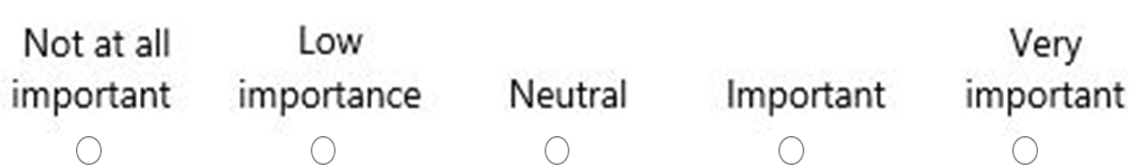 Not at all important
Low importance
Neutral
Important
Very important